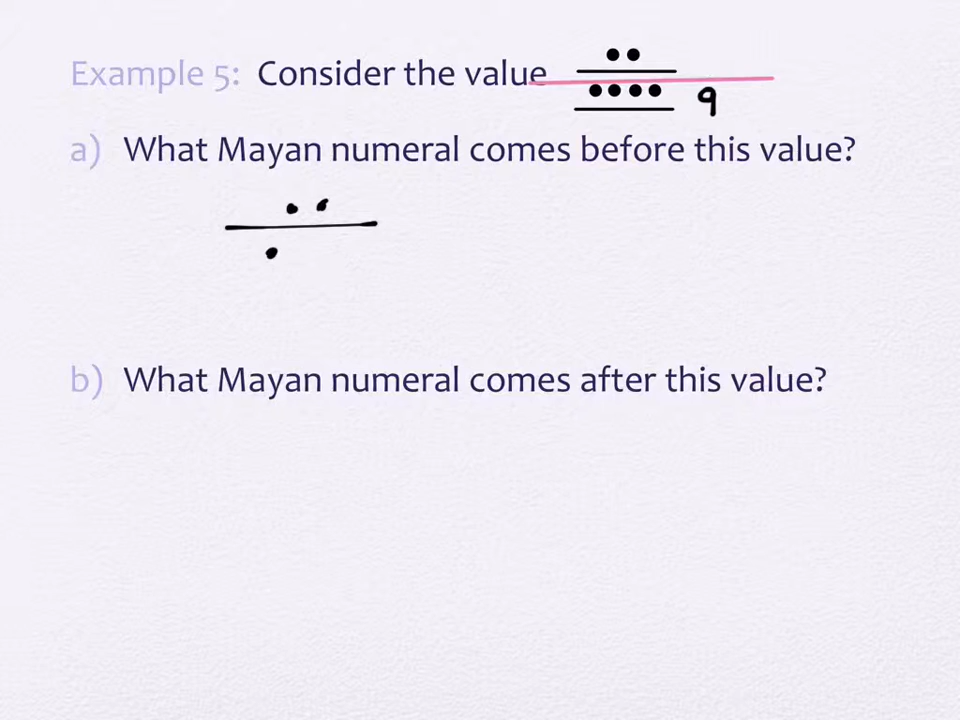 Example 5: Consider the value
9
a) What Mayan numeral comes before this value?
b) What Mayan numeral comes after this value?